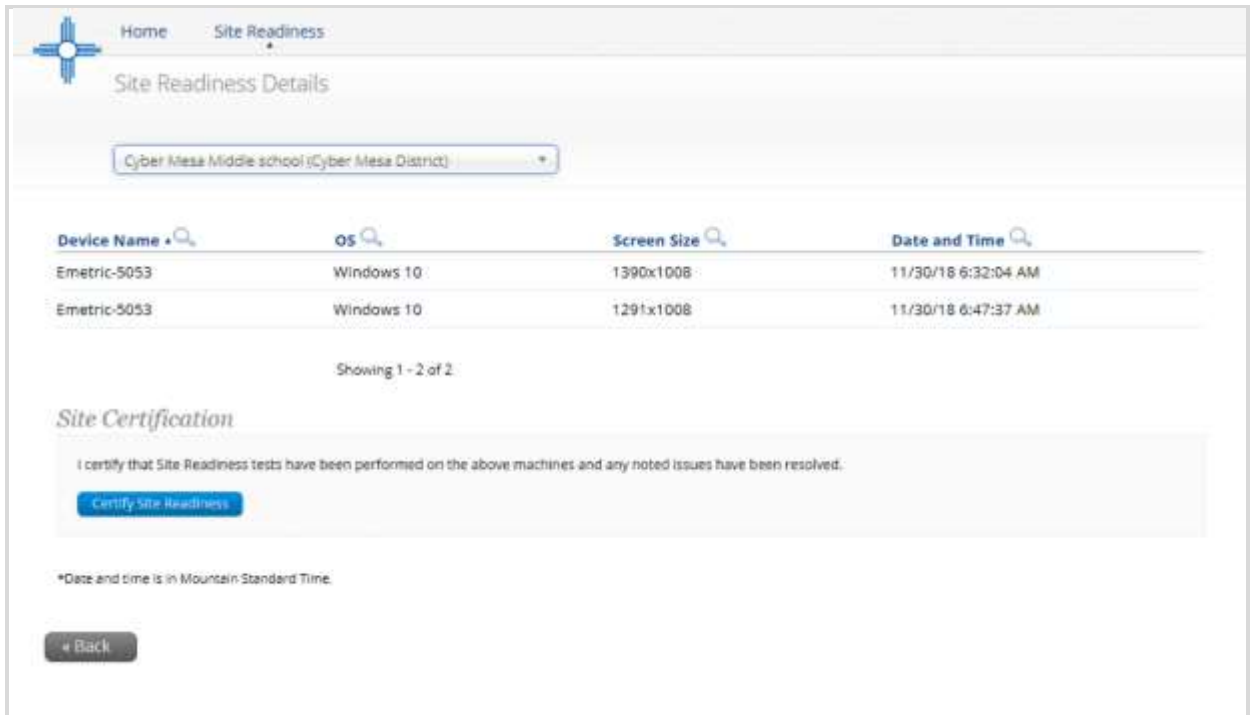 Home Site Readiness
Site Readiness Details
Cyber Mesa Middle school (Cyber Mesa District)
Device Name OS Screen Size Date and Time
Emetric-5053 Windows 10 1390x1008 11/30/18 6:32:04 AM
Emetric-5053 Windows 10 1291x1008 11/30/18 6:47:37 AM
Showing 1 - 2 of 2
Site Certification
I certify that Site Readiness tests have been performed on the above machines and any noted issues have been resolved.
Certify Site Readiness
*Date and time is in Mountain Standard Time.
« Back